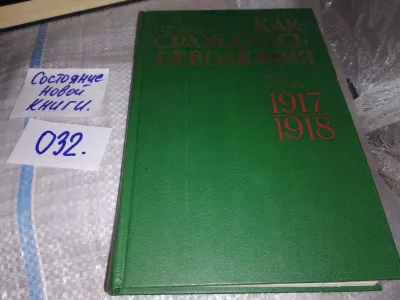 Состояние
новой
книги.
032.
КАК
СРАЖАЛАСЬ
РЕВОЛЮЦИЯ
1917
1918